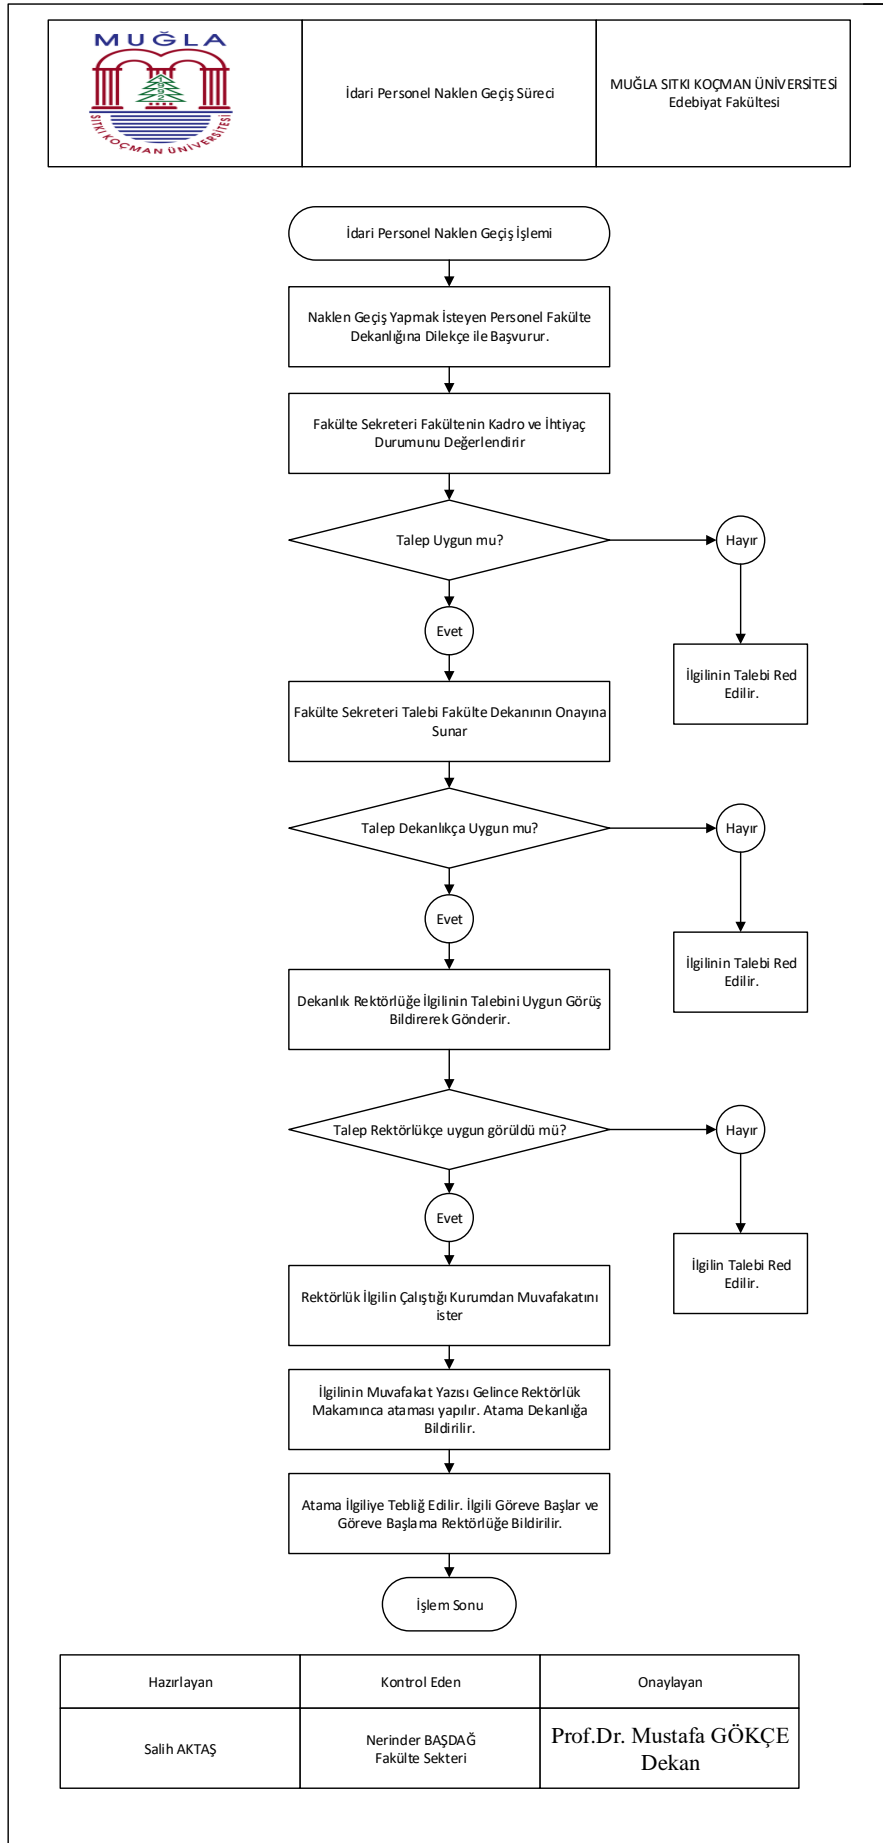 MUĞLA
1992
SITKI KOÇMAN ÜNİVERSİTESİ
İdari Personel Naklen Geçiş Süreci
MUĞLA SITKI KOÇMAN ÜNİVERSİTESİ
Edebiyat Fakültesi
İdari Personel Naklen Geçiş İşlemi
Naklen Geçiş Yapmak İsteyen Personel Fakülte
Dekanlığına Dilekçe ile Başvurur.
Fakülte Sekreteri Fakültenin Kadro ve İhtiyaç
Durumunu Değerlendirir
Talep Uygun mu?
Hayır
Evet
İlgilinin Talebi Red
Edilir.
Fakülte Sekreteri Talebi Fakülte Dekanının Onayına
Sunar
Talep Dekanlıkça Uygun mu?
Hayır
Evet
İlgilinin Talebi Red
Edilir.
Dekanlık Rektörlüğe İlgilinin Talebini Uygun Görüş
Bildirerek Gönderir.
Talep Rektörlükçe uygun görüldü mü?
Hayır
Evet
İlgilin Talebi Red
Edilir.
Rektörlük İlgilin Çalıştığı Kurumdan Muvafakatını
ister
İlgilinin Muvafakat Yazısı Gelince Rektörlük
Makamınca ataması yapılır. Atama Dekanlığa
Bildirilir.
Atama İlgiliye Tebliğ Edilir. İlgili Göreve Başlar ve
Göreve Başlama Rektörlüğe Bildirilir.
İşlem Sonu
Hazırlayan
Kontrol Eden
Onaylayan
Salih AKTAŞ
Nerinder BAŞDAĞ
Fakülte Sekteri
Prof.Dr. Mustafa GÖKÇE
Dekan